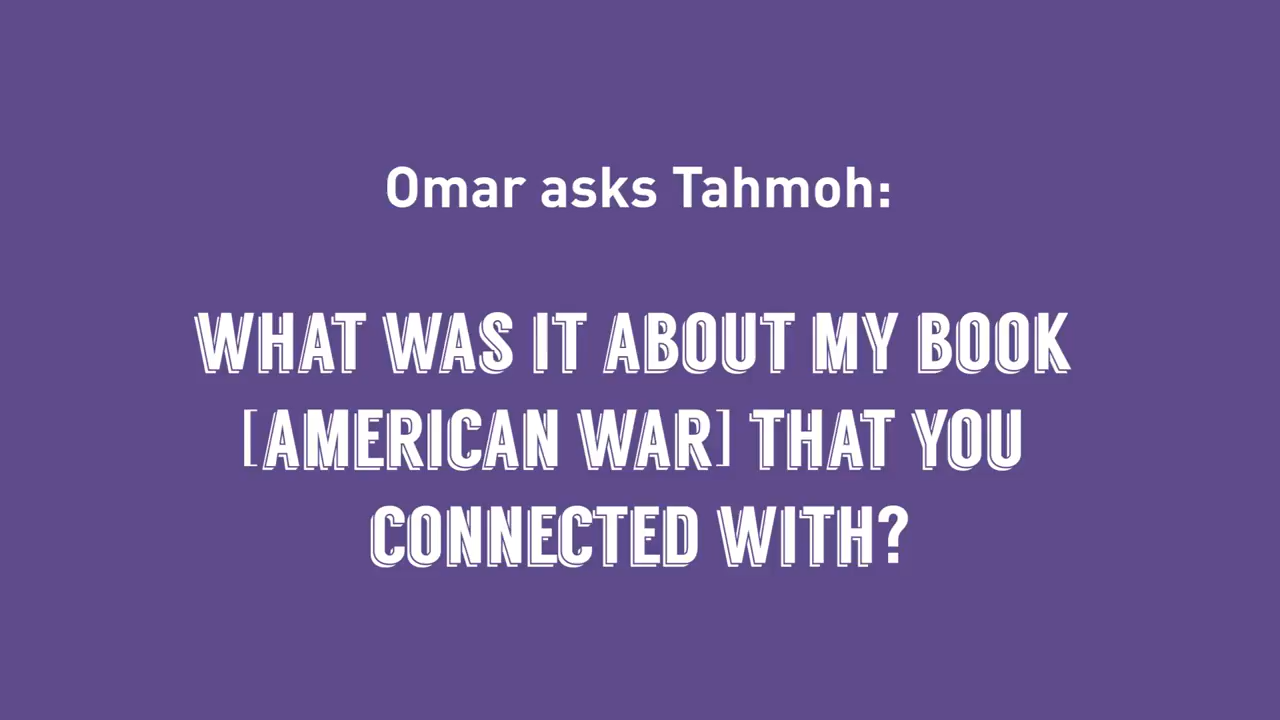 Omar asks Tahmoh:
WHAT WAS IT ABOUT MY BOOK
[AMERICAN WAR] THAT YOU
CONNECTED WITH?